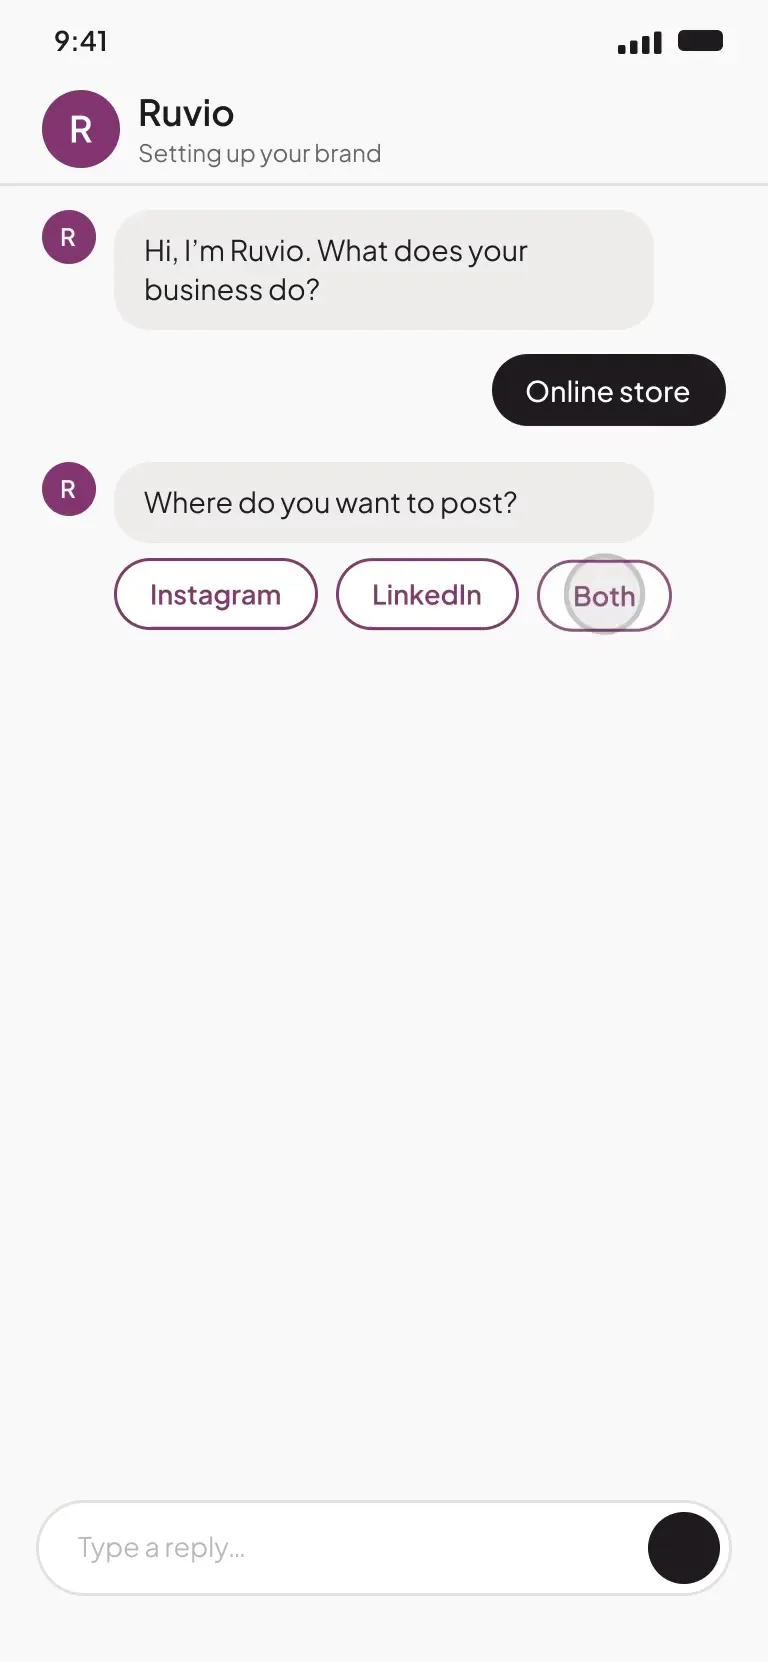 9:41
R
Ruvio
Setting up your brand
R
Hi, I’m Ruvio. What does your
business do?
Online store
R
Where do you want to post?
Instagram
LinkedIn
Both
Type a reply...